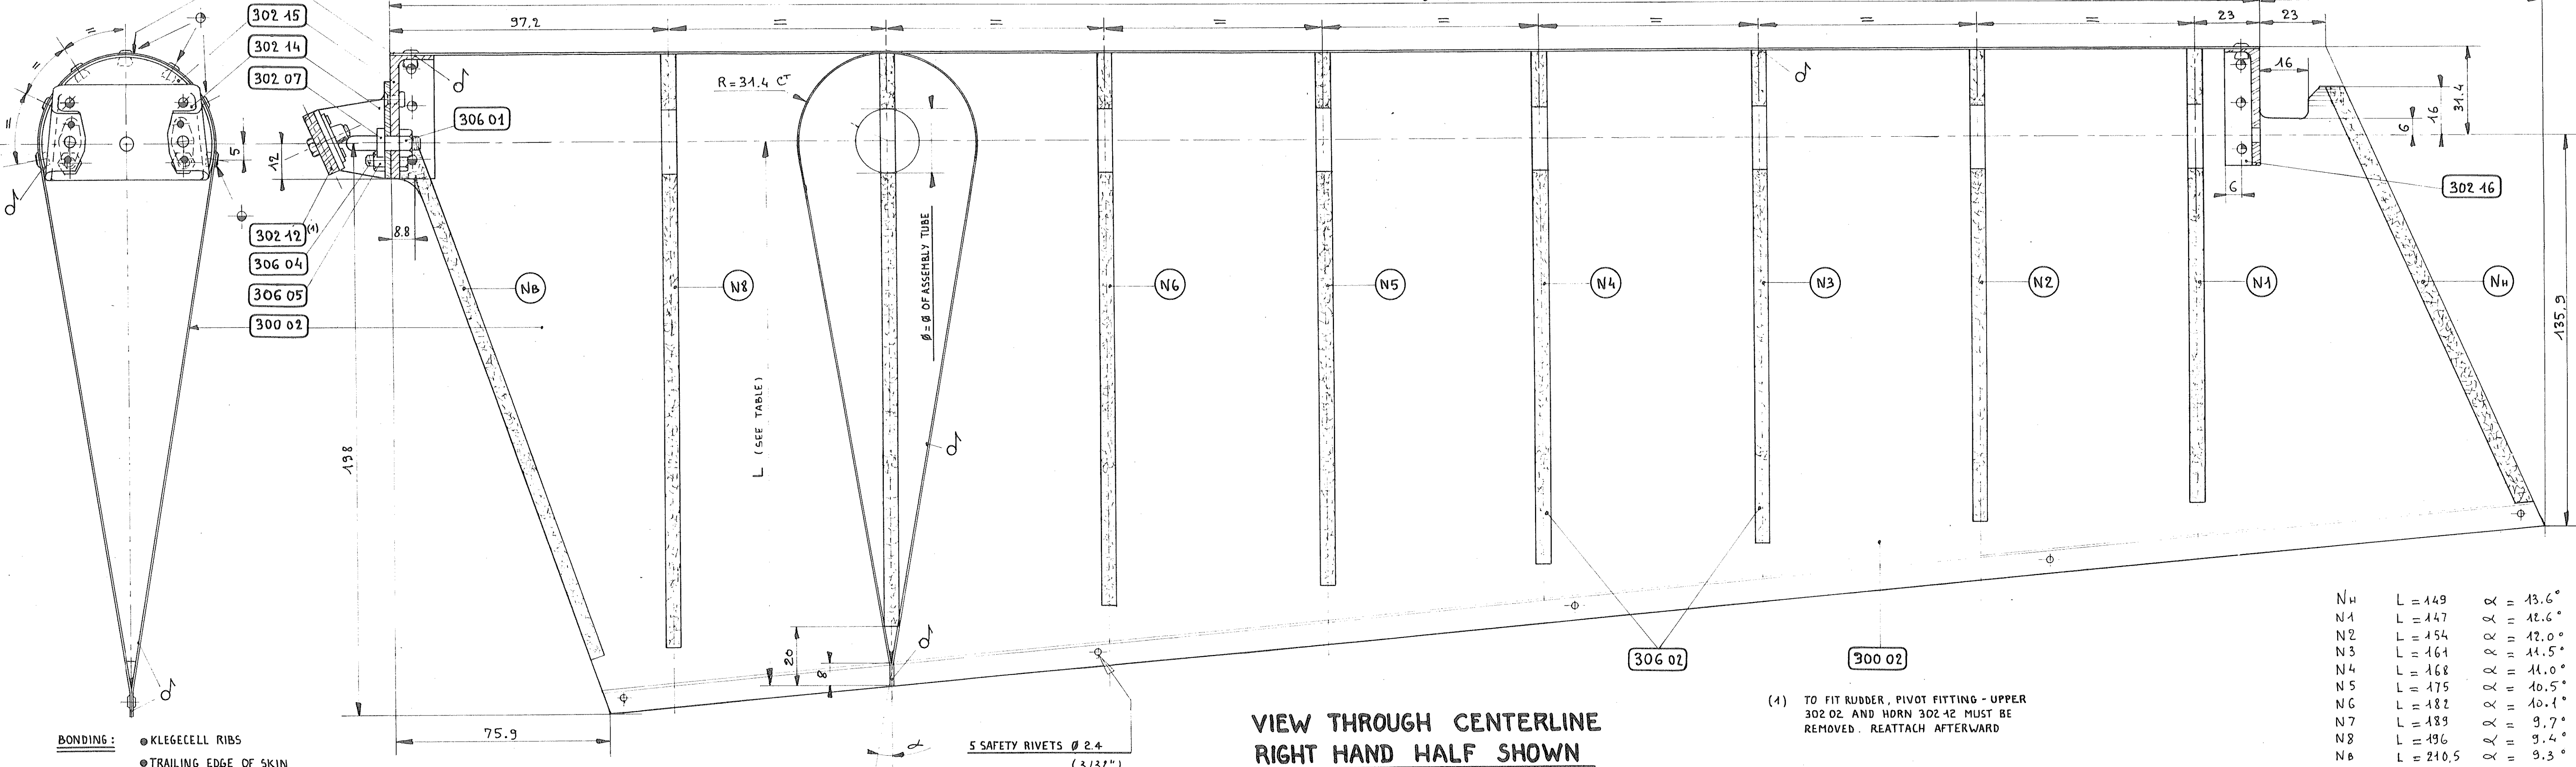 302 15
302 14
302 07
306 01
302 12 (1)
306 04
306 05
300 02
=
=
=
=
5
12
97.2
=
=
=
=
=
=
=
23
23
R=31.4 CT
16
31.4
16
6
6
302 16
135,9
8.8
198
75.9
L (SEE TABLE)
Ø = Ø OF ASSEMBLY TUBE
20
8
α
NB
N8
N6
N5
N4
N3
N2
N1
NH
306 02
300 02
5 SAFETY RIVETS Ø 2.4
(3/32")
BONDING:
KLEGECELL RIBS
TRAILING EDGE OF SKIN
VIEW THROUGH CENTERLINE
RIGHT HAND HALF SHOWN
(1) TO FIT RUDDER, PIVOT FITTING - UPPER
302 02 AND HORN 302 12 MUST BE
REMOVED. REATTACH AFTERWARD
NH L = 149 α = 13.6°
N1 L = 147 α = 12.6°
N2 L = 154 α = 12.0°
N3 L = 161 α = 11.5°
N4 L = 168 α = 11.0°
N5 L = 175 α = 10.5°
N6 L = 182 α = 10.1°
N7 L = 189 α = 9.7°
N8 L = 196 α = 9.4°
NB L = 210,5 α = 9.3°